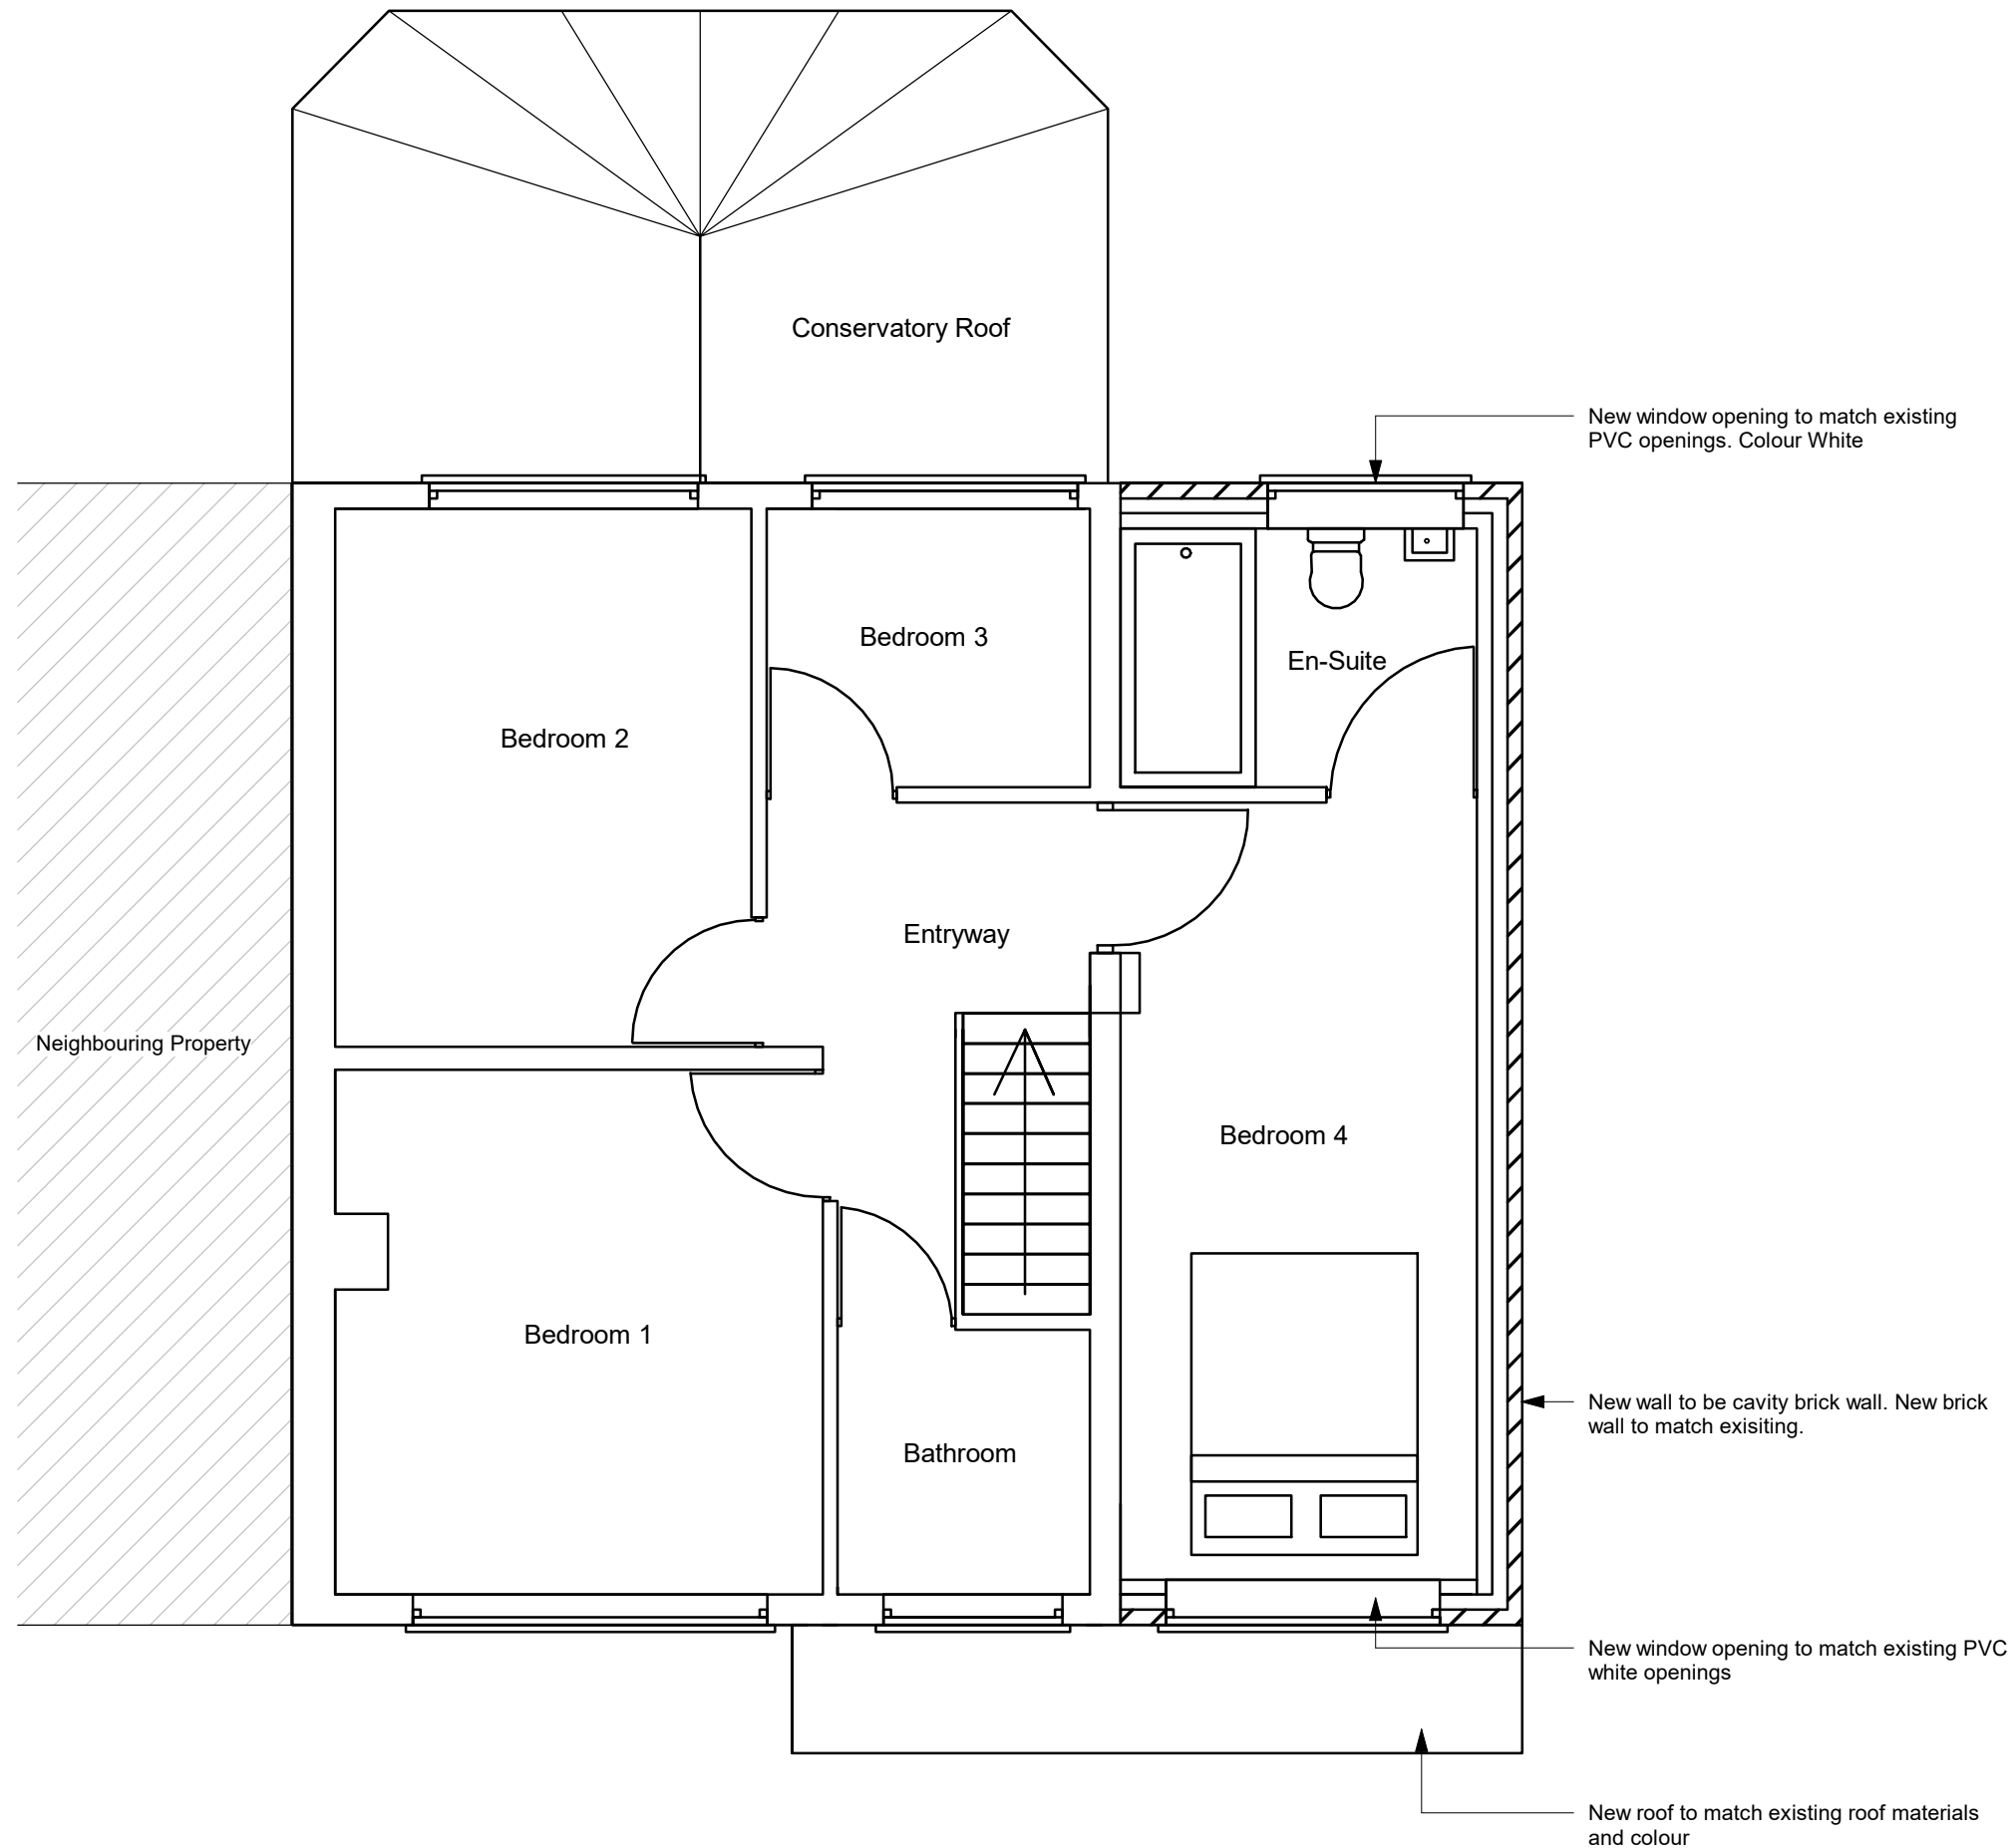 Conservatory Roof
New window opening to match existing
PVC openings. Colour White
Bedroom 3
En-Suite
Bedroom 2
Entryway
Neighbouring Property
Bedroom 4
Bedroom 1
New wall to be cavity brick wall. New brick
wall to match exisiting.
Bathroom
New window opening to match existing PVC
white openings
New roof to match existing roof materials
and colour